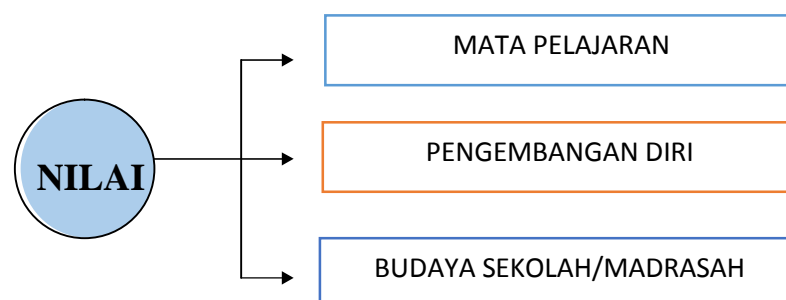 MATA PELAJARAN
NILAI
PENGEMBANGAN DIRI
BUDAYA SEKOLAH/MADRASAH